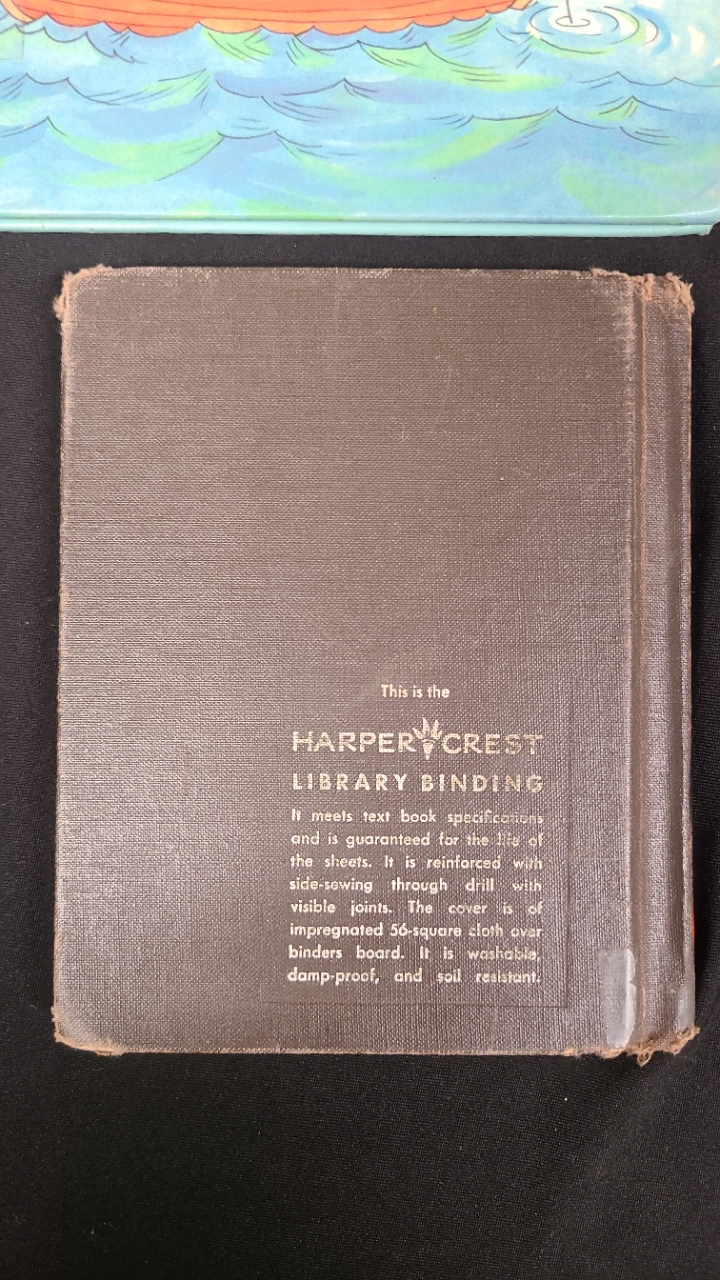 This is the
HARPER CREST
LIBRARY BINDING
It meets text book specifications
and is guaranteed for the life of
the sheets. It is reinforced with
side-sewing through drill with
visible joints. The cover is of
impregnated 56-square cloth over
binders board. It is washable,
damp-proof, and soil resistant.